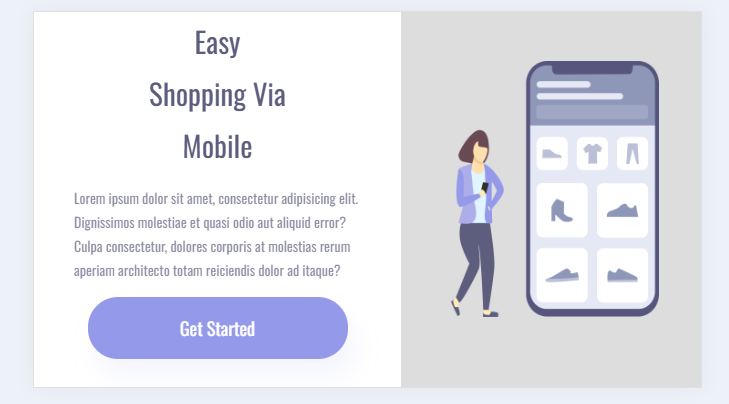 Easy
Shopping Via
Mobile
Lorem ipsum dolor sit amet, consectetur adipisicing elit.
Dignissimos molestiae et quasi odio aut aliquid error?
Culpa consectetur, dolores corporis at molestias rerum
aperiam architecto totam reiciendis dolor ad itaque?
Get Started